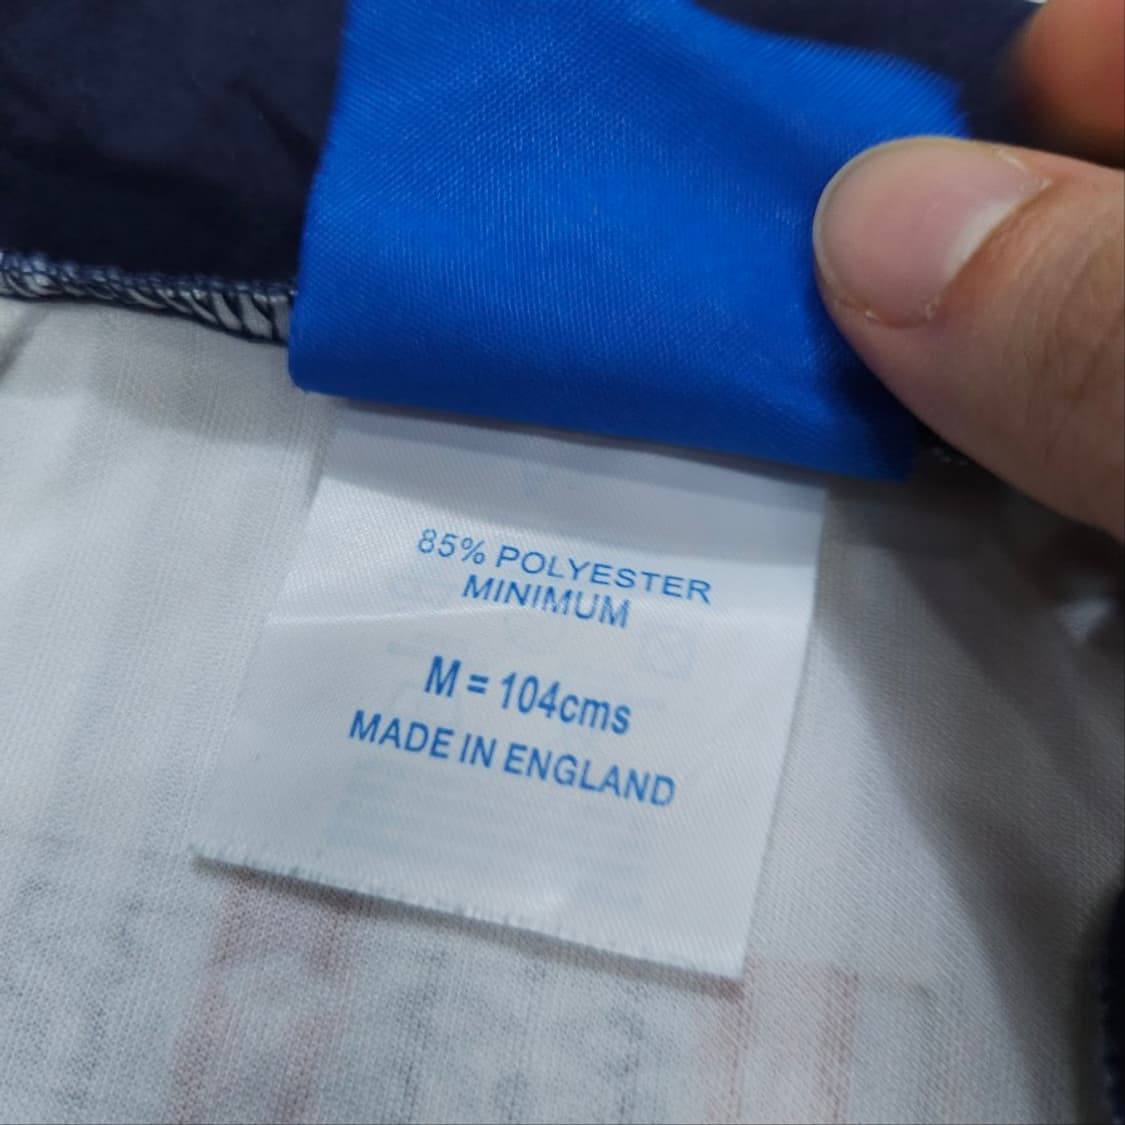 85% POLYESTER
MINIMUM
M = 104cms
MADE IN ENGLAND